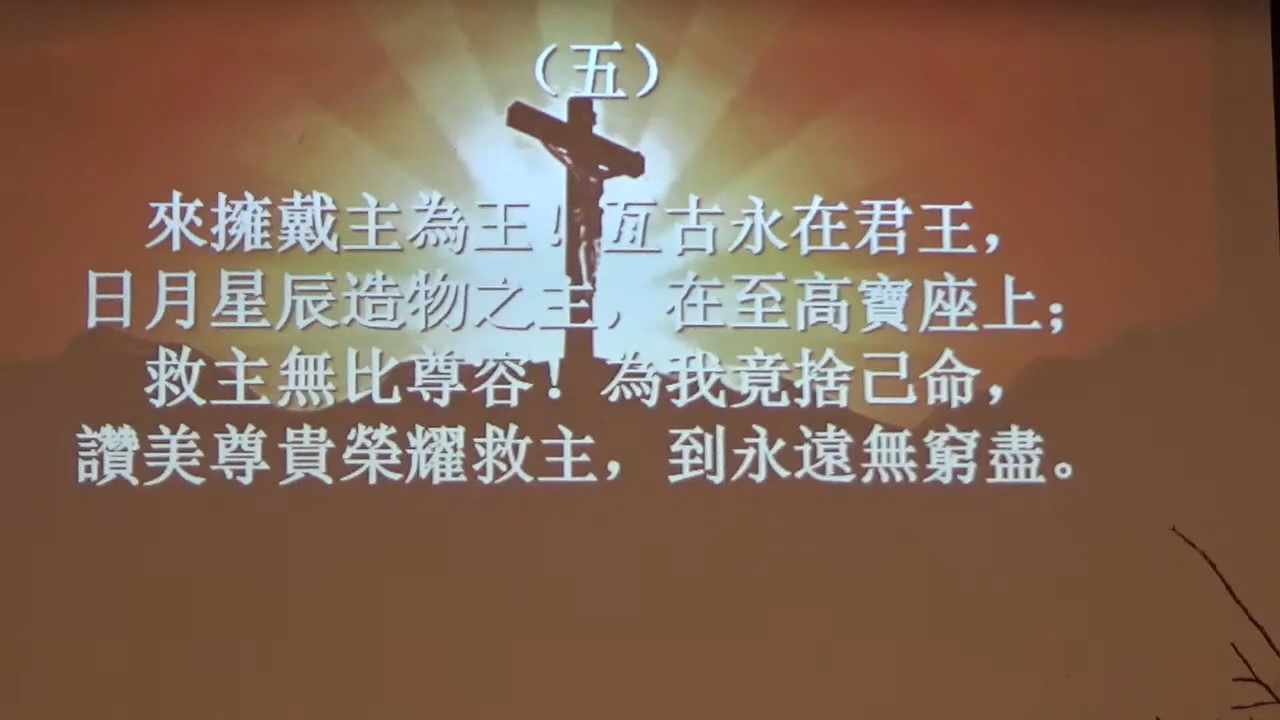 （五）
來擁戴主為王！亙古永在君王，
日月星辰造物之主，在至高寶座上；
救主無比尊容！為我竟捨己命，
讚美尊貴榮耀救主，到永遠無窮盡。